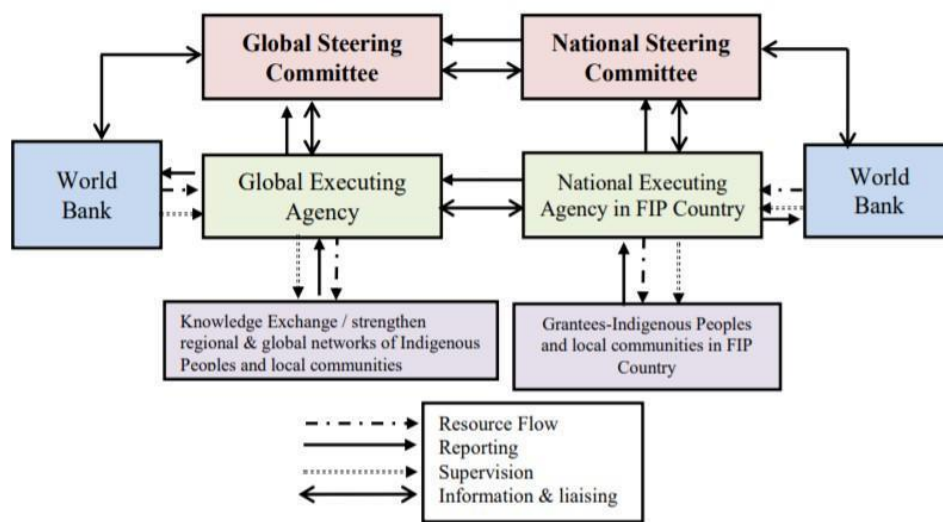 Global Steering
Committee
National Steering
Committee
World
Bank
Global Executing
Agency
National Executing
Agency in FIP Country
World
Bank
Knowledge Exchange / strengthen
regional & global networks of Indigenous
Peoples and local communities
Grantees-Indigenous Peoples
and local communities in FIP
Country
Resource Flow
Reporting
Supervision
Information & liaising